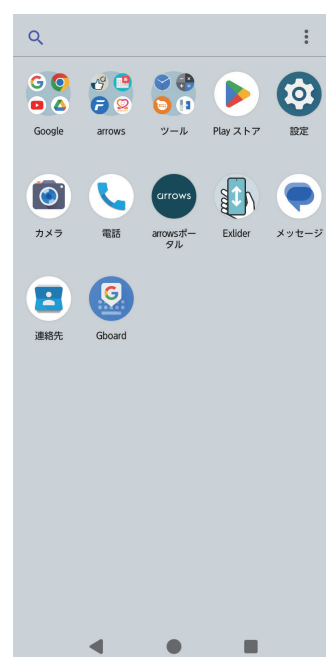 Google
arrows
ツール
Play ストア
設定
カメラ
電話
arrows
arrowsポー
タル
Exlider
メッセージ
連絡先
Gboard